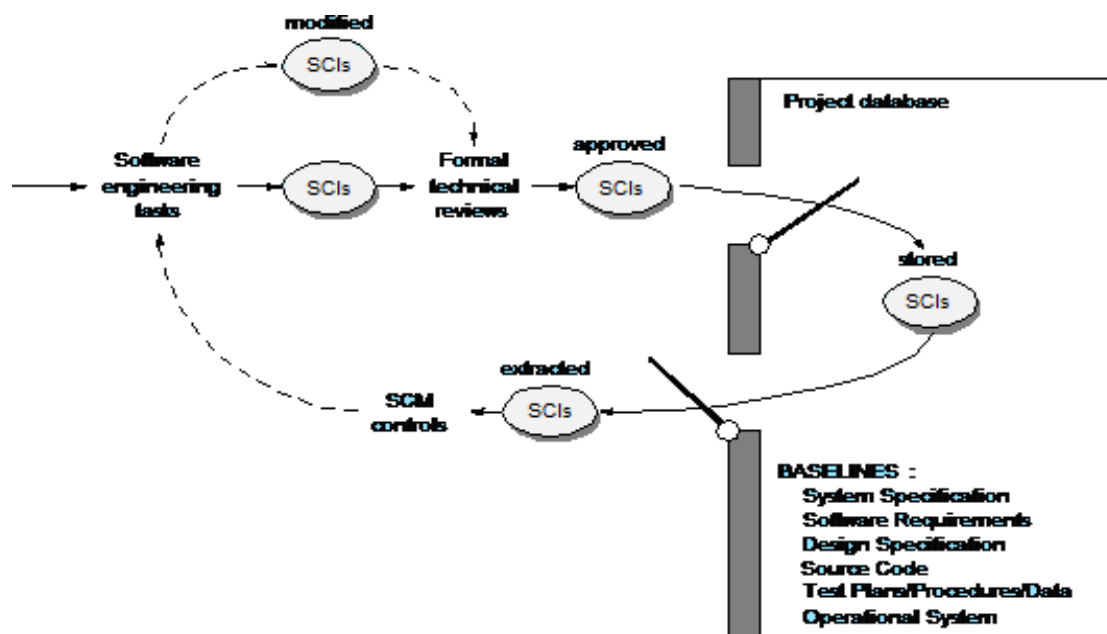 modified
SCIs
Project database
approved
Software
engineering
tasks
SCIs
Formal
technical
reviews
SCIs
stored
SCIs
extracted
SCIs
SCM
controls
BASELINES :
System Specification
Software Requirements
Design Specification
Source Code
Test Plans/Procedures/Data
Operational System